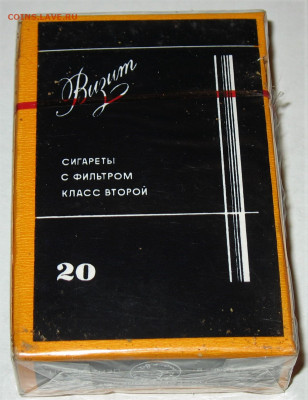 COINS.LAVE.RU
Визит
СИГАРЕТЫ
С ФИЛЬТРОМ
КЛАСС ВТОРОЙ
20